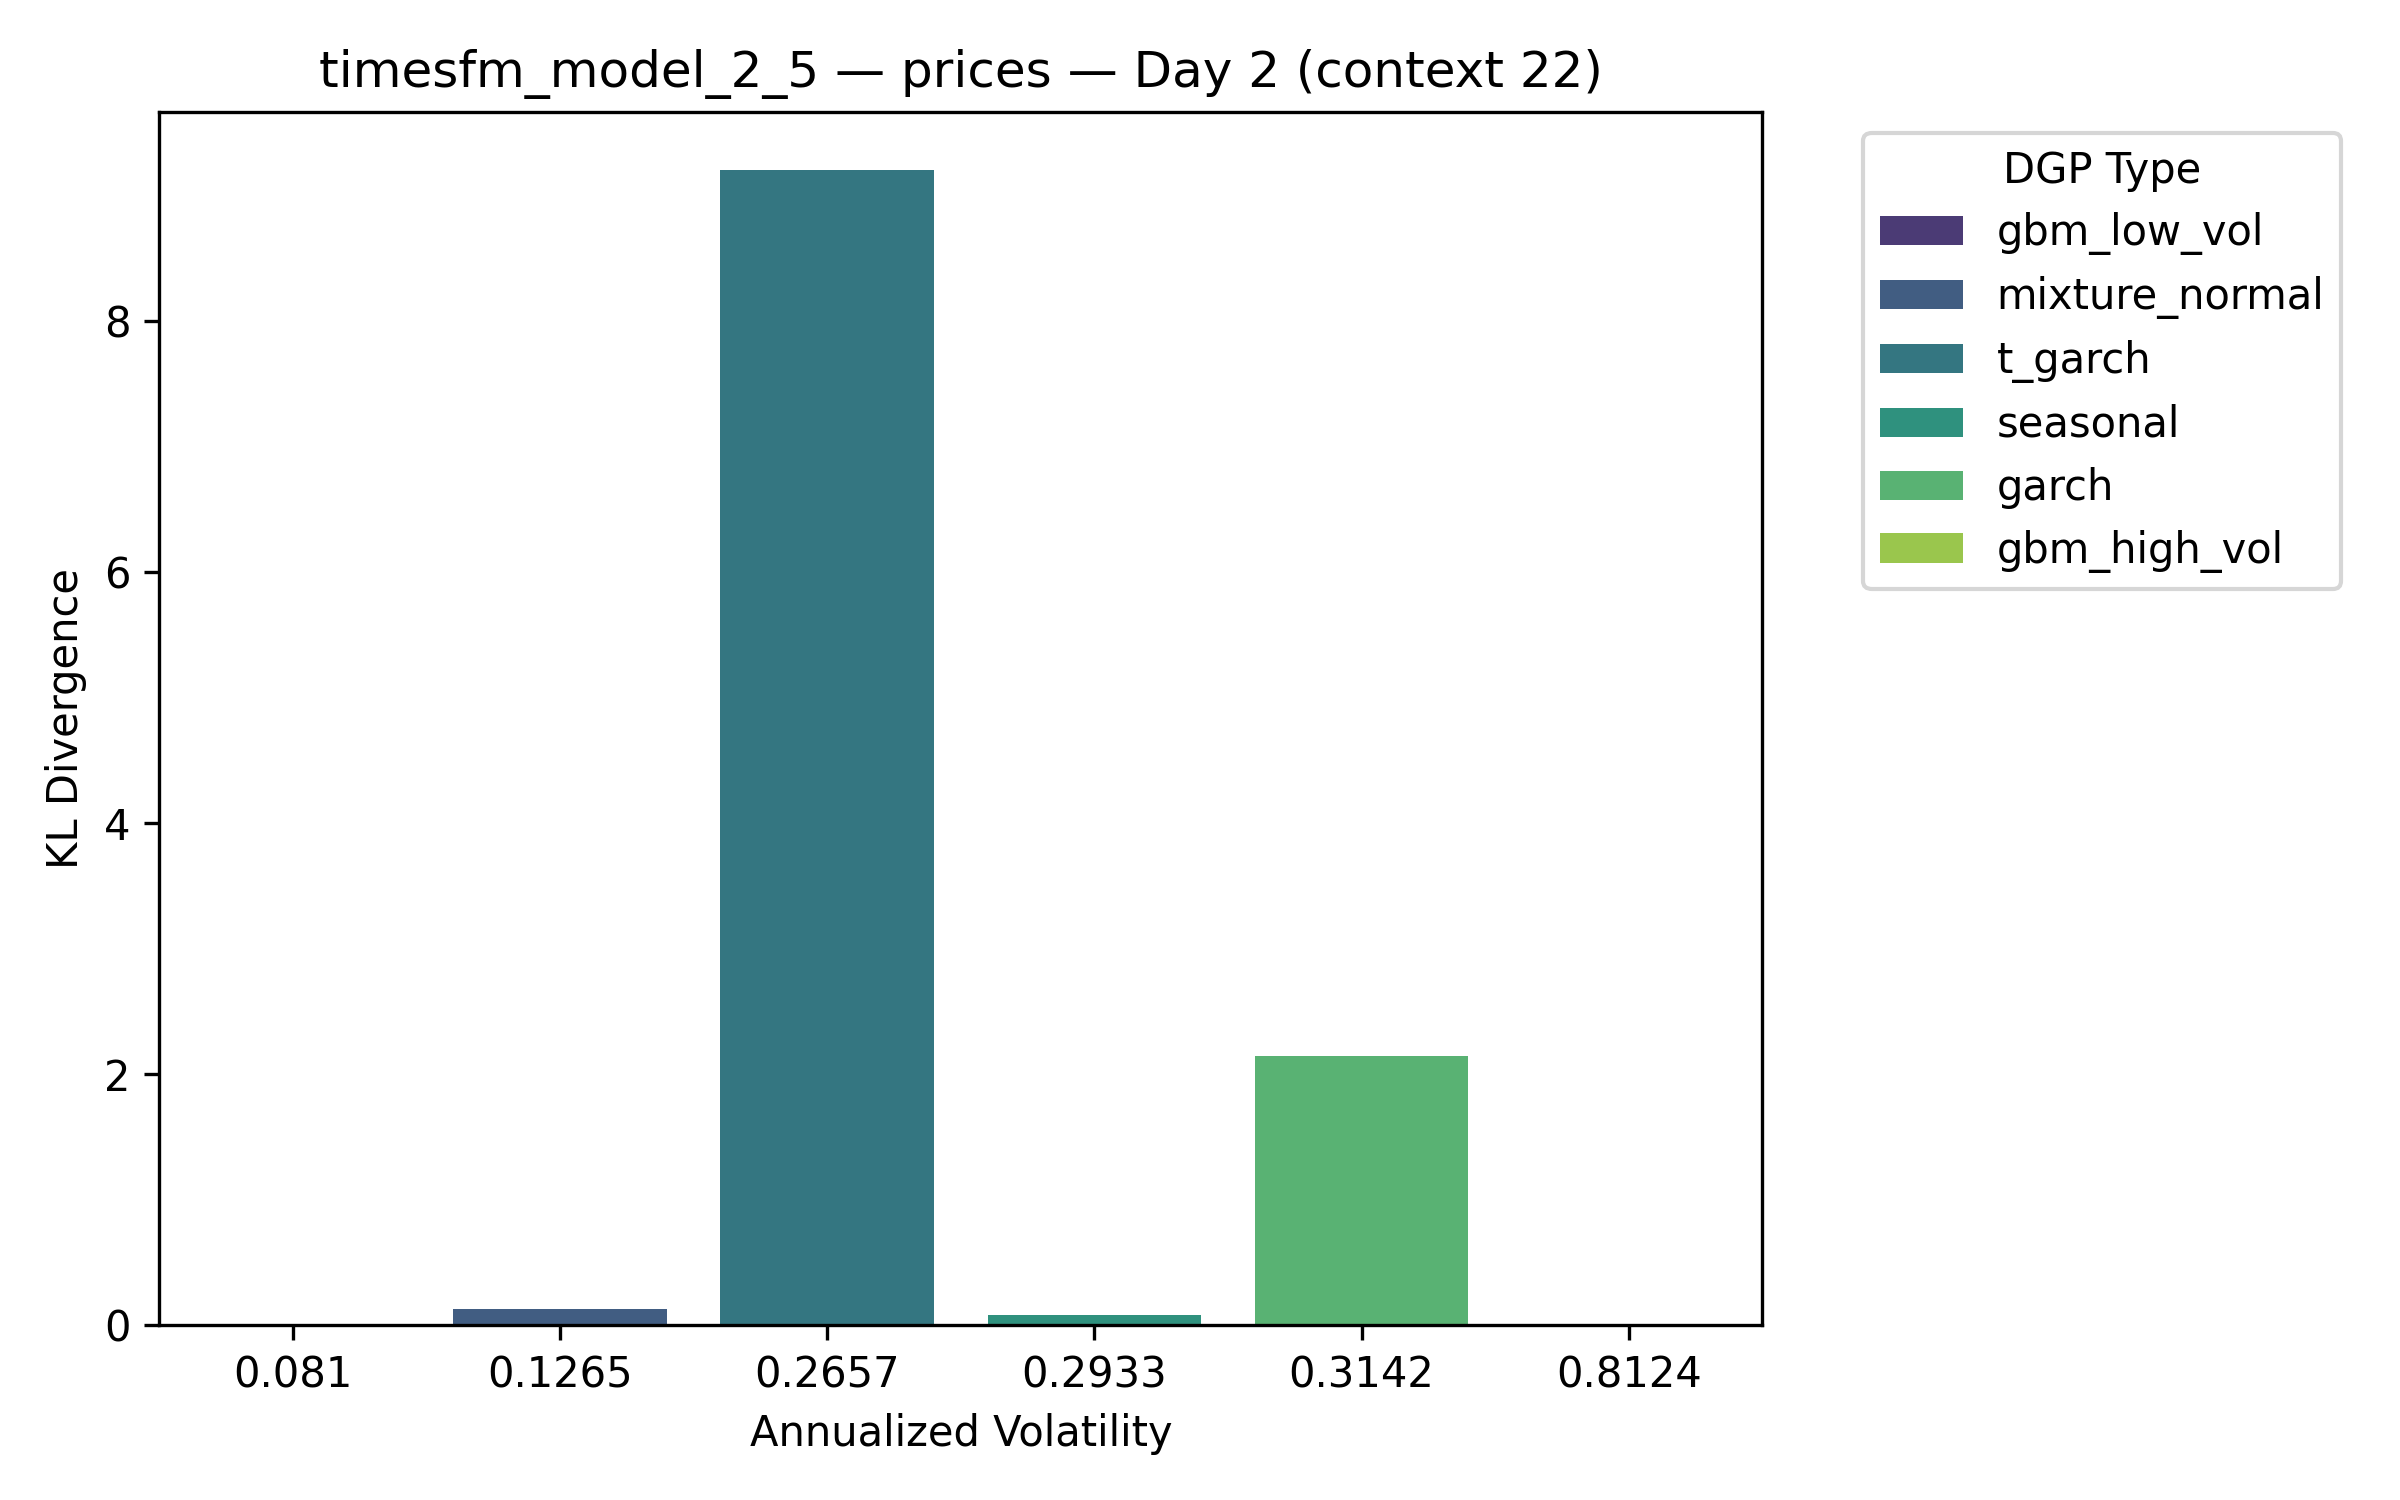 timesfm_model_2_5 — prices — Day 2 (context 22)
DGP Type
gbm_low_vol
mixture_normal
t_garch
seasonal
garch
gbm_high_vol
KL Divergence
8
6
4
2
0
0.081 0.1265 0.2657 0.2933 0.3142 0.8124
Annualized Volatility